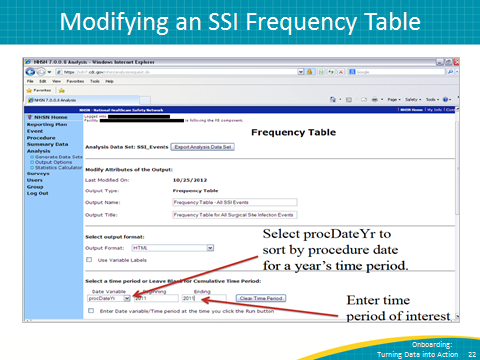 Modifying an SSI Frequency Table
NHSN 7.0.0.8 Analysis - Windows Internet Explorer
File Edit View Favorites Tools Help
Favorites
NHSN 7.0.0.8 Analysis
Page Safety Tools
NHSN - National Healthcare Safety Network
NHSN Home | My Info
Logged into
Facility is following the PS component.
NHSN Home
Reporting Plan
Event
Procedure
Summary Data
Analysis
Generate Data Sets
Output Options
Statistics Calculator
Surveys
Users
Group
Log Out
Frequency Table
Analysis Data Set: SSI_Events Export Analysis Data Set
Modify Attributes of the Output:
Last Modified On: 10/25/2012
Output Type: Frequency Table
Output Name: Frequency Table - All SSI Events
Output Title: Frequency Table for All Surgical Site Infection Events
Select output format:
Output Format: HTML
Use Variable Labels
Select a time period or Leave Blank for Cumulative Time Period:
Date Variable Beginning Ending
procDateYr 2011 2011 Clear Time Period
Enter Date variable/Time period at the time you click the Run button
Select procDateYr to
sort by procedure date
for a year's time period.
Enter time
period of interest
Onboarding:
Turning Data into Action 22